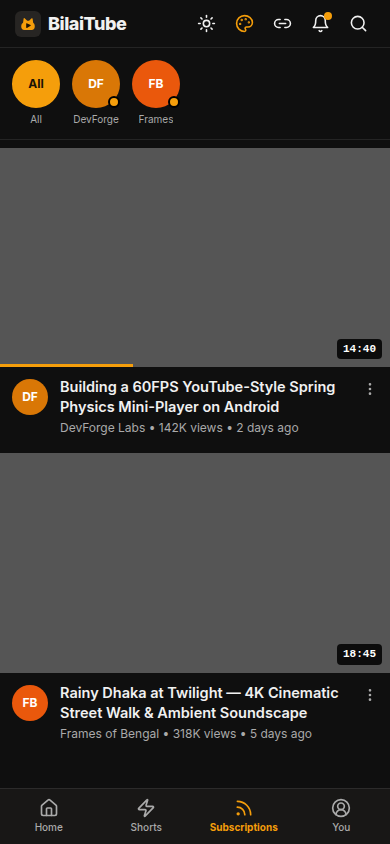 BilaiTube
All DF FB
All DevForge Frames
14:40
DF
Building a 60FPS YouTube-Style Spring
Physics Mini-Player on Android
DevForge Labs • 142K views • 2 days ago
18:45
FB
Rainy Dhaka at Twilight — 4K Cinematic
Street Walk & Ambient Soundscape
Frames of Bengal • 318K views • 5 days ago
Home Shorts Subscriptions You